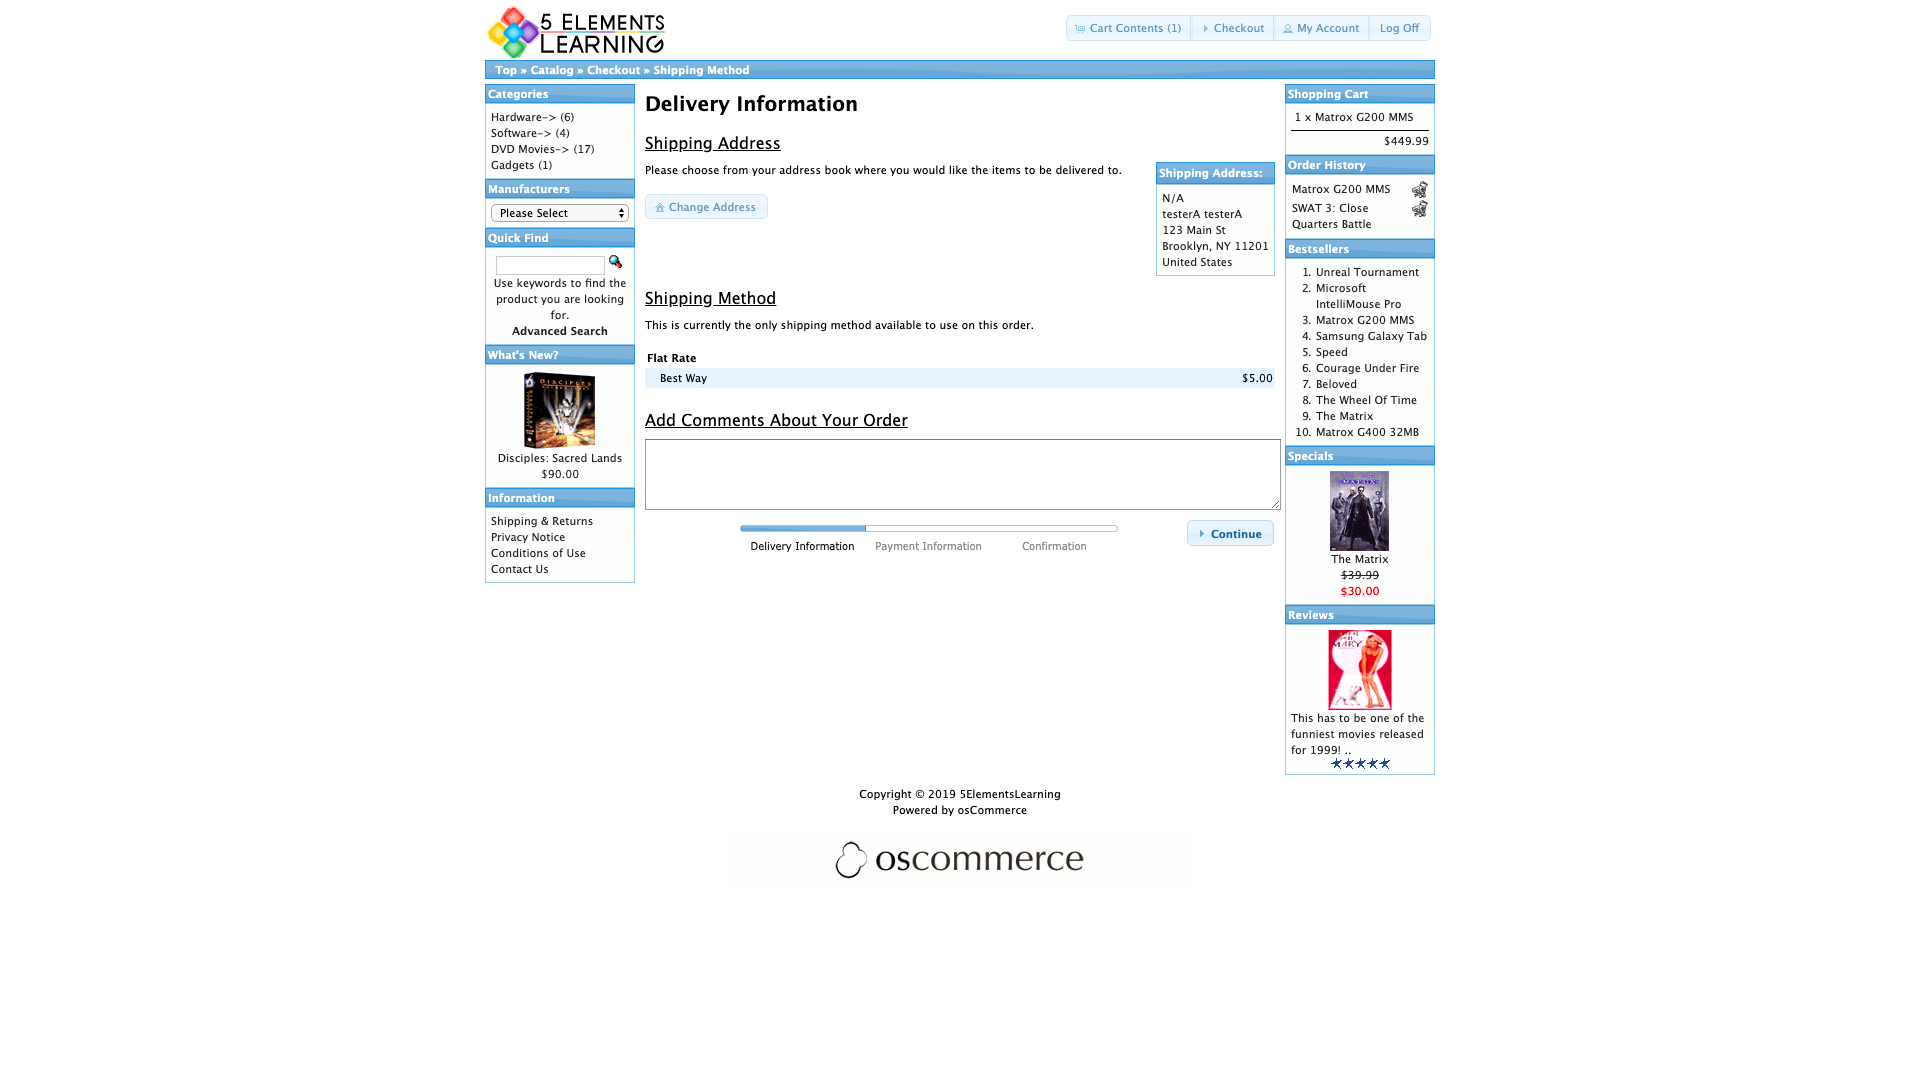 5 ELEMENTS
LEARNING
Cart Contents (1)
Checkout
My Account
Log Off
Top » Catalog » Checkout » Shipping Method
Categories
Hardware-> (6)
Software-> (4)
DVD Movies-> (17)
Gadgets (1)
Manufacturers
Please Select
Quick Find
Use keywords to find the
product you are looking
for.
Advanced Search
What's New?
DISCIPLES
Disciples: Sacred Lands
$90.00
Information
Shipping & Returns
Privacy Notice
Conditions of Use
Contact Us
Delivery Information
Shipping Address
Please choose from your address book where you would like the items to be delivered to.
Change Address
Shipping Address:
N/A
testerA testerA
123 Main St
Brooklyn, NY 11201
United States
Shipping Method
This is currently the only shipping method available to use on this order.
Flat Rate
Best Way $5.00
Add Comments About Your Order
Delivery Information
Payment Information
Confirmation
Continue
Shopping Cart
1 x Matrox G200 MMS
$449.99
Order History
Matrox G200 MMS
SWAT 3: Close
Quarters Battle
Bestsellers
1. Unreal Tournament
2. Microsoft
IntelliMouse Pro
3. Matrox G200 MMS
4. Samsung Galaxy Tab
5. Speed
6. Courage Under Fire
7. Beloved
8. The Wheel Of Time
9. The Matrix
10. Matrox G400 32MB
Specials
MATRIX
The Matrix
$39.99
$30.00
Reviews
MARY
This has to be one of the
funniest movies released
for 1999! ..
Copyright © 2019 5ElementsLearning
Powered by osCommerce
oscommerce